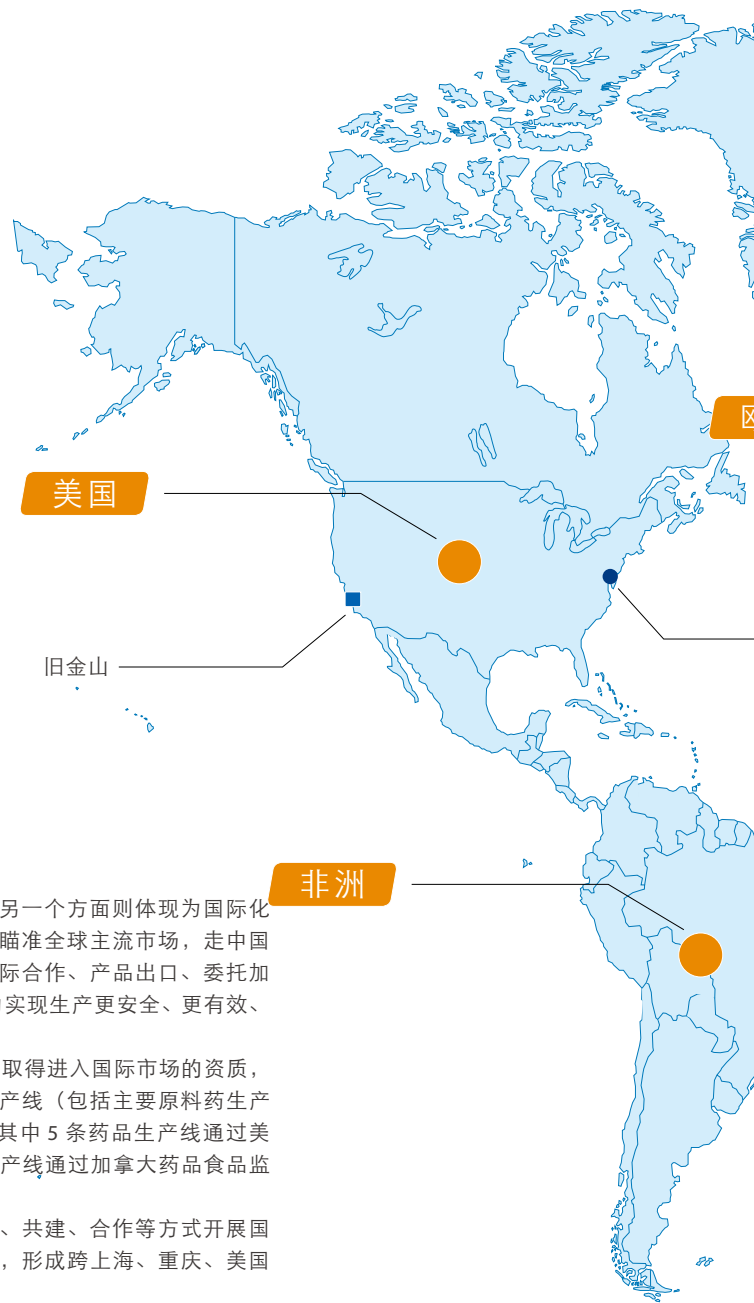 欧
美国
旧金山
非洲
另一个方面则体现为国际化
瞄准全球主流市场，走中国
际合作、产品出口、委托加
实现生产更安全、更有效、
取得进入国际市场的资质，
产线（包括主要原料药生产
其中 5 条药品生产线通过美
产线通过加拿大药品食品监
、共建、合作等方式开展国
，形成跨上海、重庆、美国